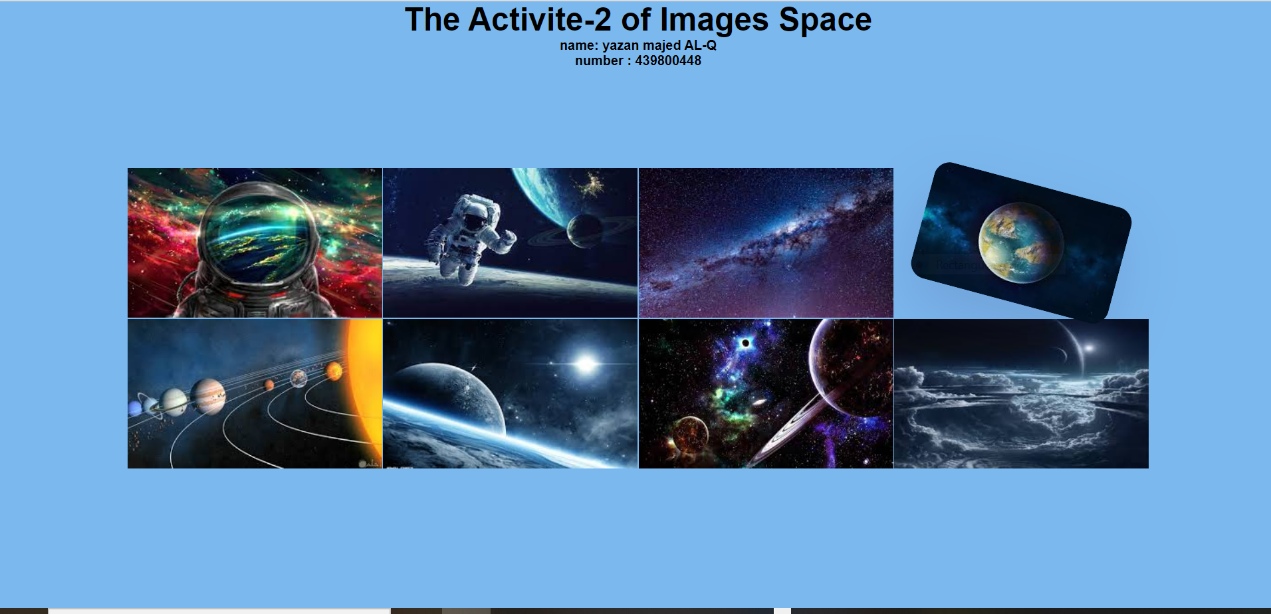 The Activite-2 of Images Space
name: yazan majed AL-Q
number : 439800448